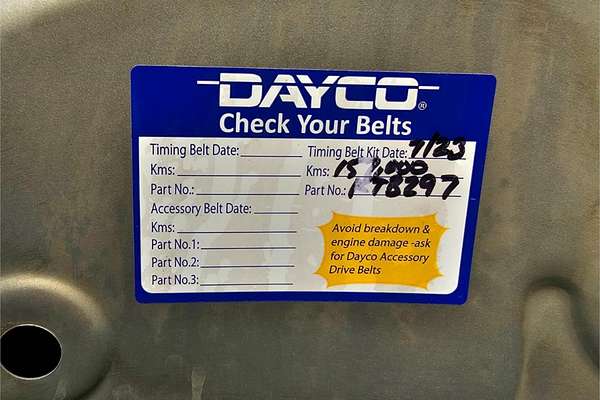 DAYCO®
Check Your Belts
Timing Belt Date: Timing Belt Kit Date: 7/23
Kms: Kms:
Part No.: Part No.: KTB297
Accessory Belt Date:
Kms:
Part No.1:
Part No.2:
Part No.3:
Avoid breakdown &
engine damage -ask
for Dayco Accessory
Drive Belts